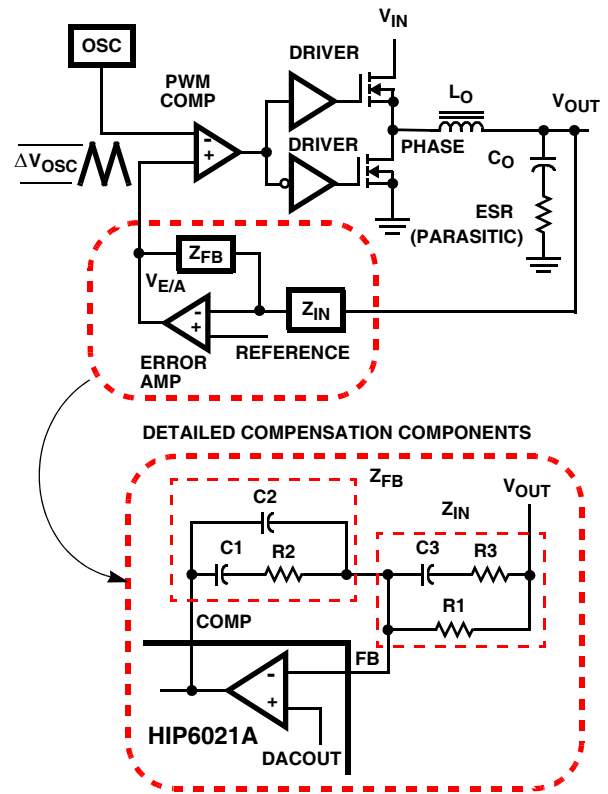 OSC
PWM
COMP
DRIVER
VIN
DRIVER
LO
VOUT
PHASE
CO
ESR
(PARASITIC)
ΔVOSC
-
+
ZFB
VE/A
-
+
ZIN
REFERENCE
ERROR
AMP
DETAILED COMPENSATION COMPONENTS
ZFB
VOUT
C2
ZIN
C1
R2
C3
R3
R1
COMP
FB
-
+
HIP6021A
DACOUT